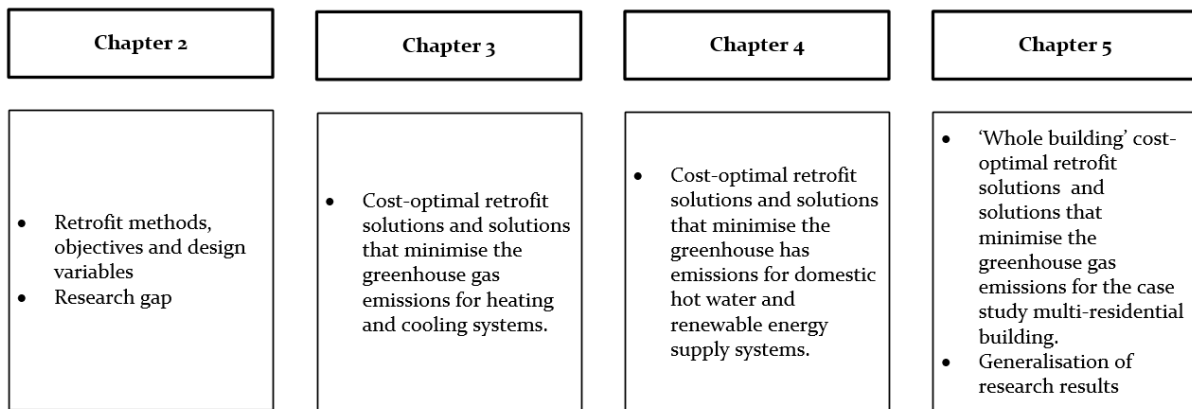 Chapter 2
Chapter 3
Chapter 4
Chapter 5
• Retrofit methods,
objectives and design
variables
• Research gap
• Cost-optimal retrofit
solutions and solutions
that minimise the
greenhouse gas
emissions for heating
and cooling systems.
• Cost-optimal retrofit
solutions and solutions
that minimise the
greenhouse has
emissions for domestic
hot water and
renewable energy
supply systems.
• ‘Whole building’ cost-
optimal retrofit
solutions and
solutions that
minimise the
greenhouse gas
emissions for the case
study multi-residential
building.
• Generalisation of
research results